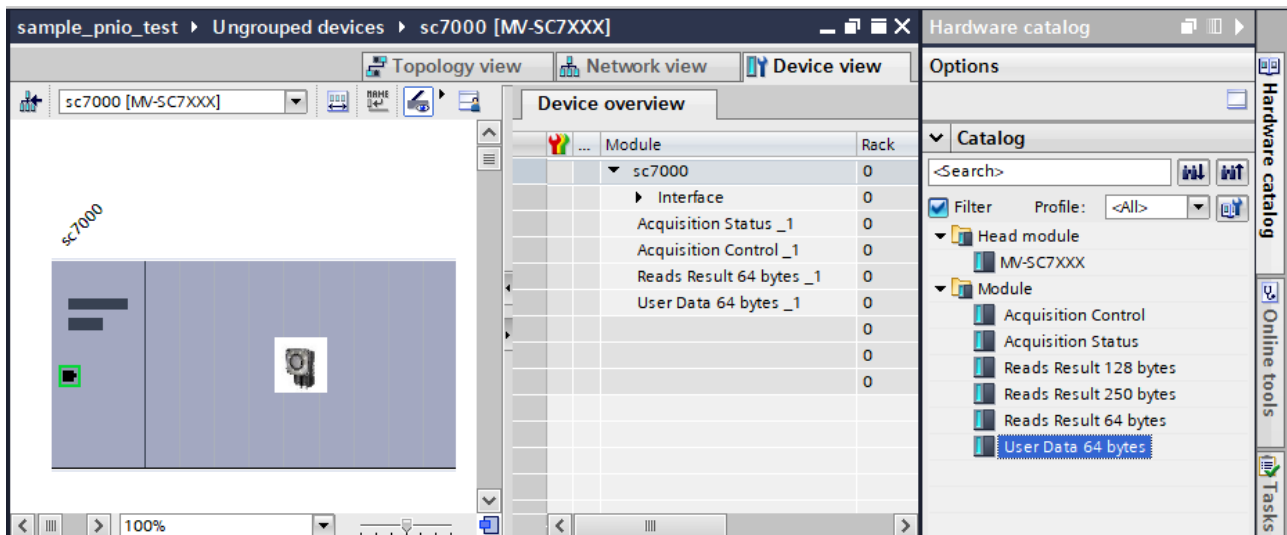 sample_pnio_test ▸ Ungrouped devices ▸ sc7000 [MV-SC7XXX]
Topology view
Network view
Device view
sc7000 [MV-SC7XXX]
NAME
sc7000
100%
Device overview
... Module Rack
sc7000 0
Interface 0
Acquisition Status _1 0
Acquisition Control _1 0
Reads Result 64 bytes _1 0
User Data 64 bytes _1 0
0
0
0
Hardware catalog
Options
Catalog
<Search>
Filter Profile: <All>
Head module
MV-SC7XXX
Module
Acquisition Control
Acquisition Status
Reads Result 128 bytes
Reads Result 250 bytes
Reads Result 64 bytes
User Data 64 bytes
Hardware catalog
Online tools
Tasks